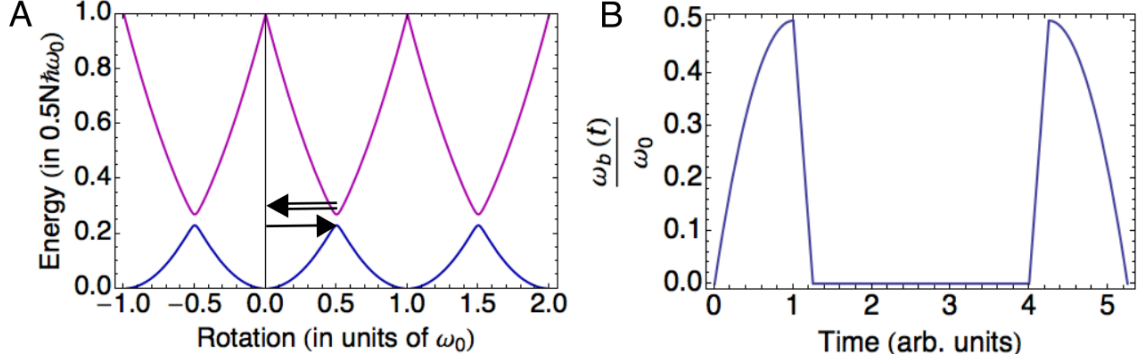 A
Energy (in 0.5Nħω₀)
1.0
0.8
0.6
0.4
0.2
0.0
−1.0 −0.5 0.0 0.5 1.0 1.5 2.0
Rotation (in units of ω₀)
B
ω_b(t)
ω₀
0.5
0.4
0.3
0.2
0.1
0.0
0 1 2 3 4 5
Time (arb. units)